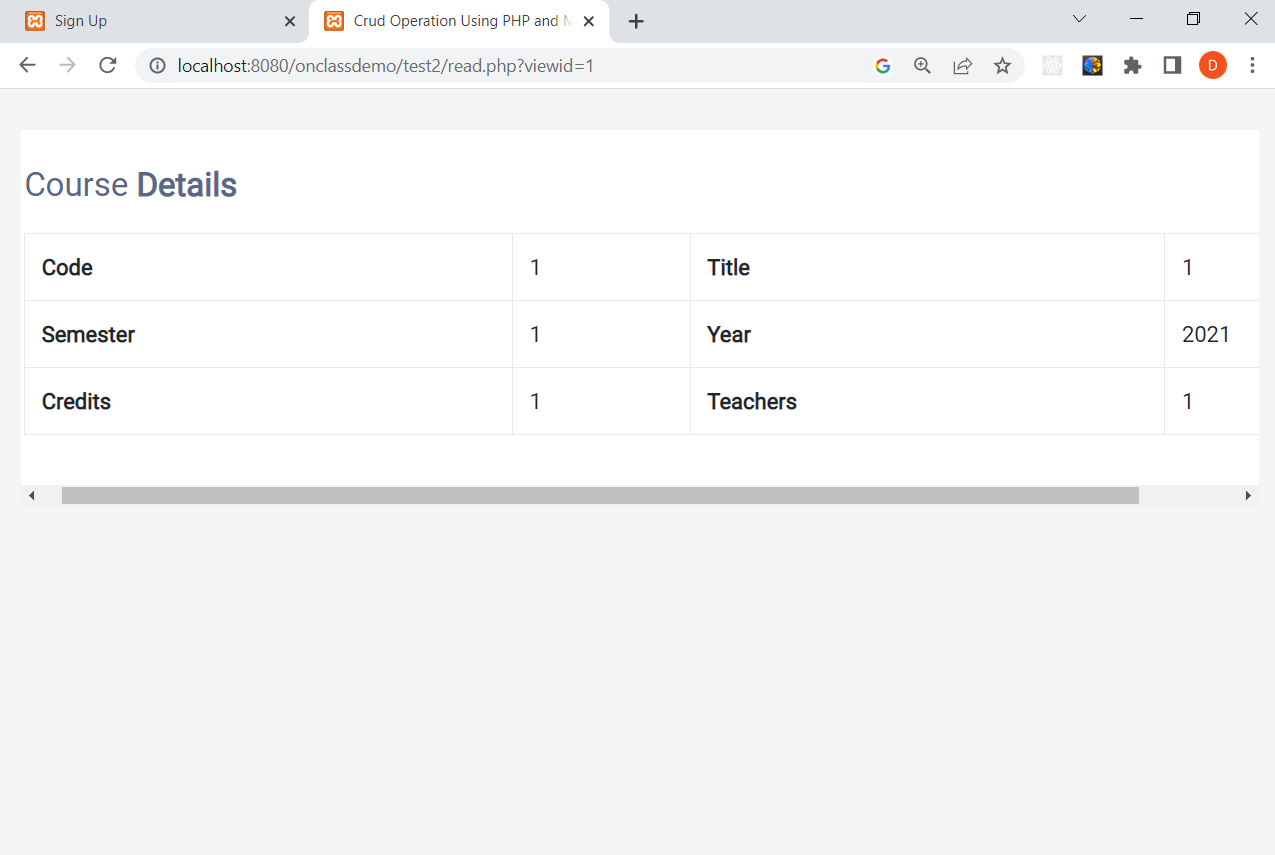 Sign Up
Crud Operation Using PHP and M
localhost:8080/onclassdemo/test2/read.php?viewid=1
D
Course Details
Code 1 Title 1
Semester 1 Year 2021
Credits 1 Teachers 1